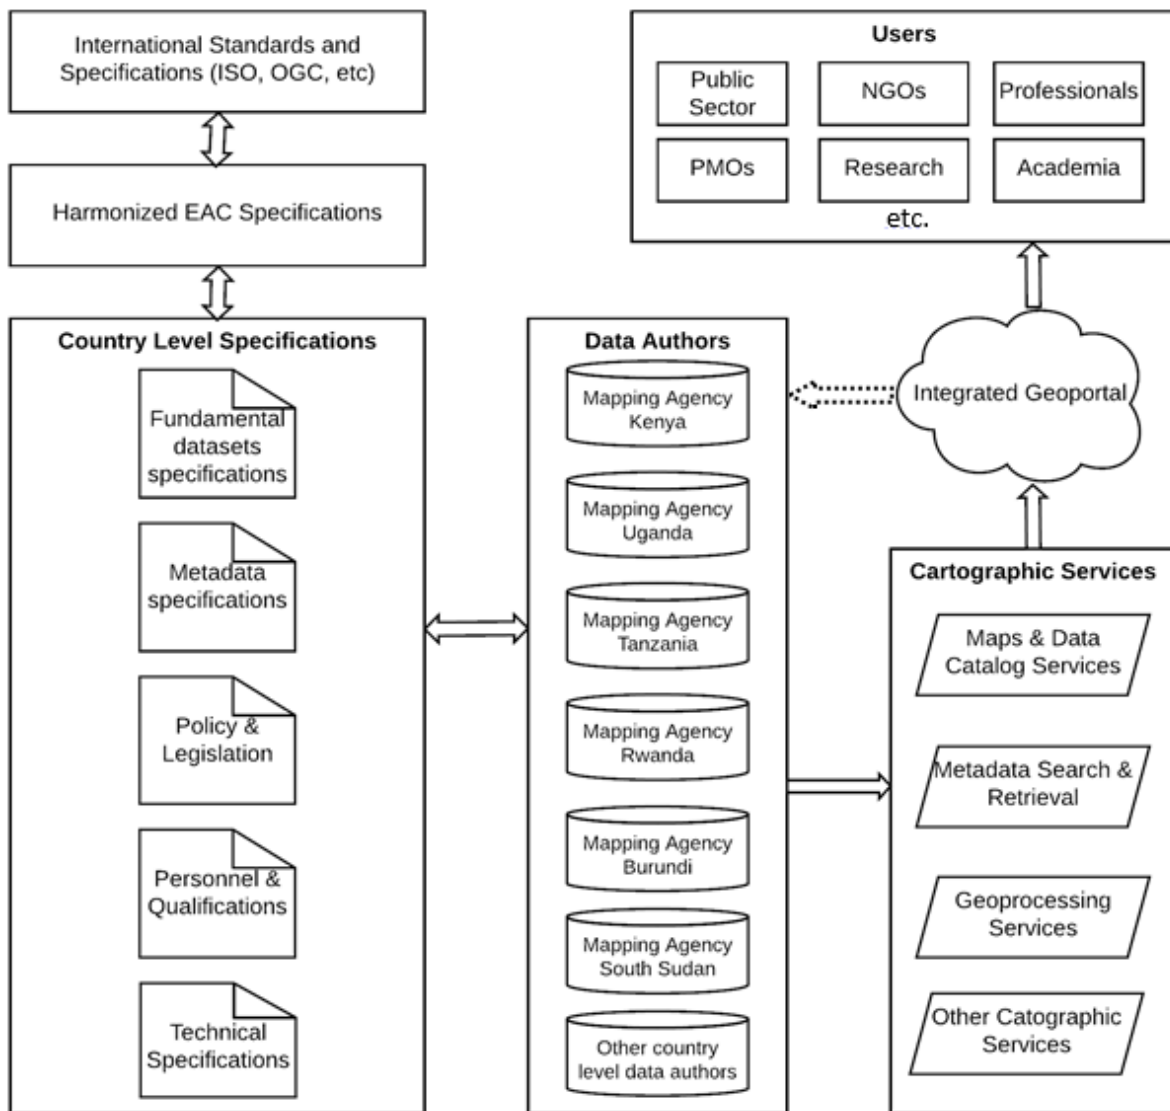 International Standards and
Specifications (ISO, OGC, etc)
Harmonized EAC Specifications
Country Level Specifications
Fundamental
datasets
specifications
Metadata
specifications
Policy &
Legislation
Personnel &
Qualifications
Technical
Specifications
Data Authors
Mapping Agency
Kenya
Mapping Agency
Uganda
Mapping Agency
Tanzania
Mapping Agency
Rwanda
Mapping Agency
Burundi
Mapping Agency
South Sudan
Other country
level data authors
Users
Public
Sector
NGOs
Professionals
PMOs
Research
Academia
etc.
Integrated Geoportal
Cartographic Services
Maps & Data
Catalog Services
Metadata Search &
Retrieval
Geoprocessing
Services
Other Catographic
Services